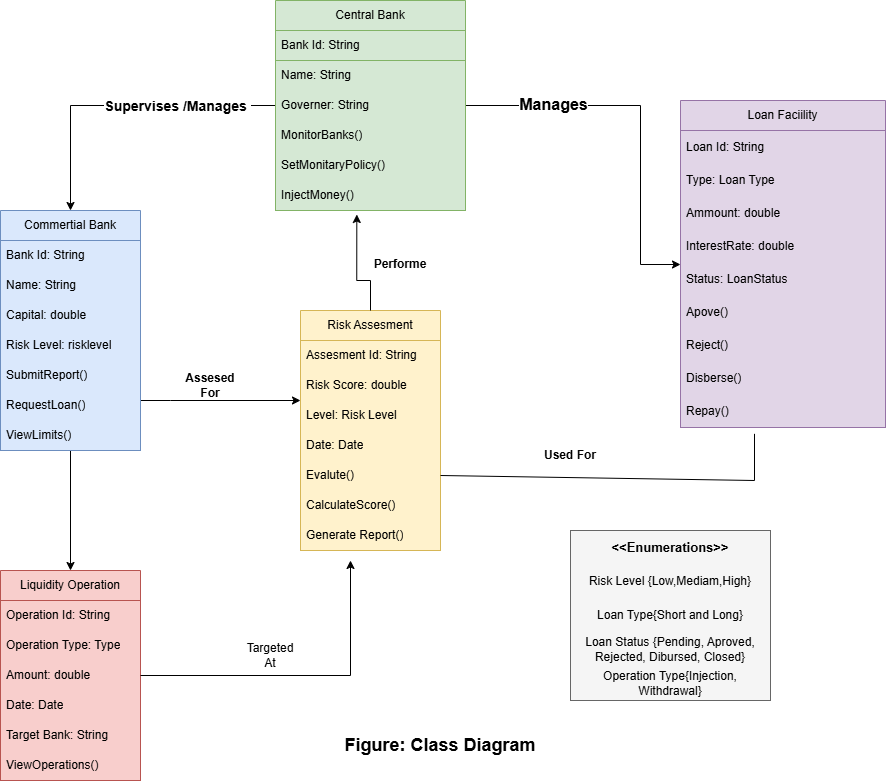 Central Bank
Bank Id: String
Name: String
Governer: String
MonitorBanks()
SetMonitaryPolicy()
InjectMoney()
Supervises /Manages
Manages
Loan Faciility
Loan Id: String
Type: Loan Type
Ammount: double
InterestRate: double
Status: LoanStatus
Apove()
Reject()
Disberse()
Repay()
Commertial Bank
Bank Id: String
Name: String
Capital: double
Risk Level: risklevel
SubmitReport()
RequestLoan()
ViewLimits()
Performe
Assesed
For
Risk Assesment
Assesment Id: String
Risk Score: double
Level: Risk Level
Date: Date
Evalute()
CalculateScore()
Generate Report()
Used For
Liquidity Operation
Operation Id: String
Operation Type: Type
Amount: double
Date: Date
Target Bank: String
ViewOperations()
Targeted
At
<<Enumerations>>
Risk Level {Low,Mediam,High}
Loan Type{Short and Long}
Loan Status {Pending, Aproved,
Rejected, Dibursed, Closed}
Operation Type{Injection,
Withdrawal}
Figure: Class Diagram